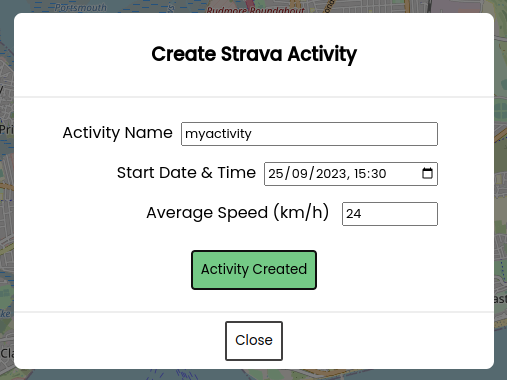 Portsmouth
Rudmore Roundabout
Create Strava Activity
Activity Name myactivity
Start Date & Time 25/09/2023, 15:30
Average Speed (km/h) 24
Activity Created
Close